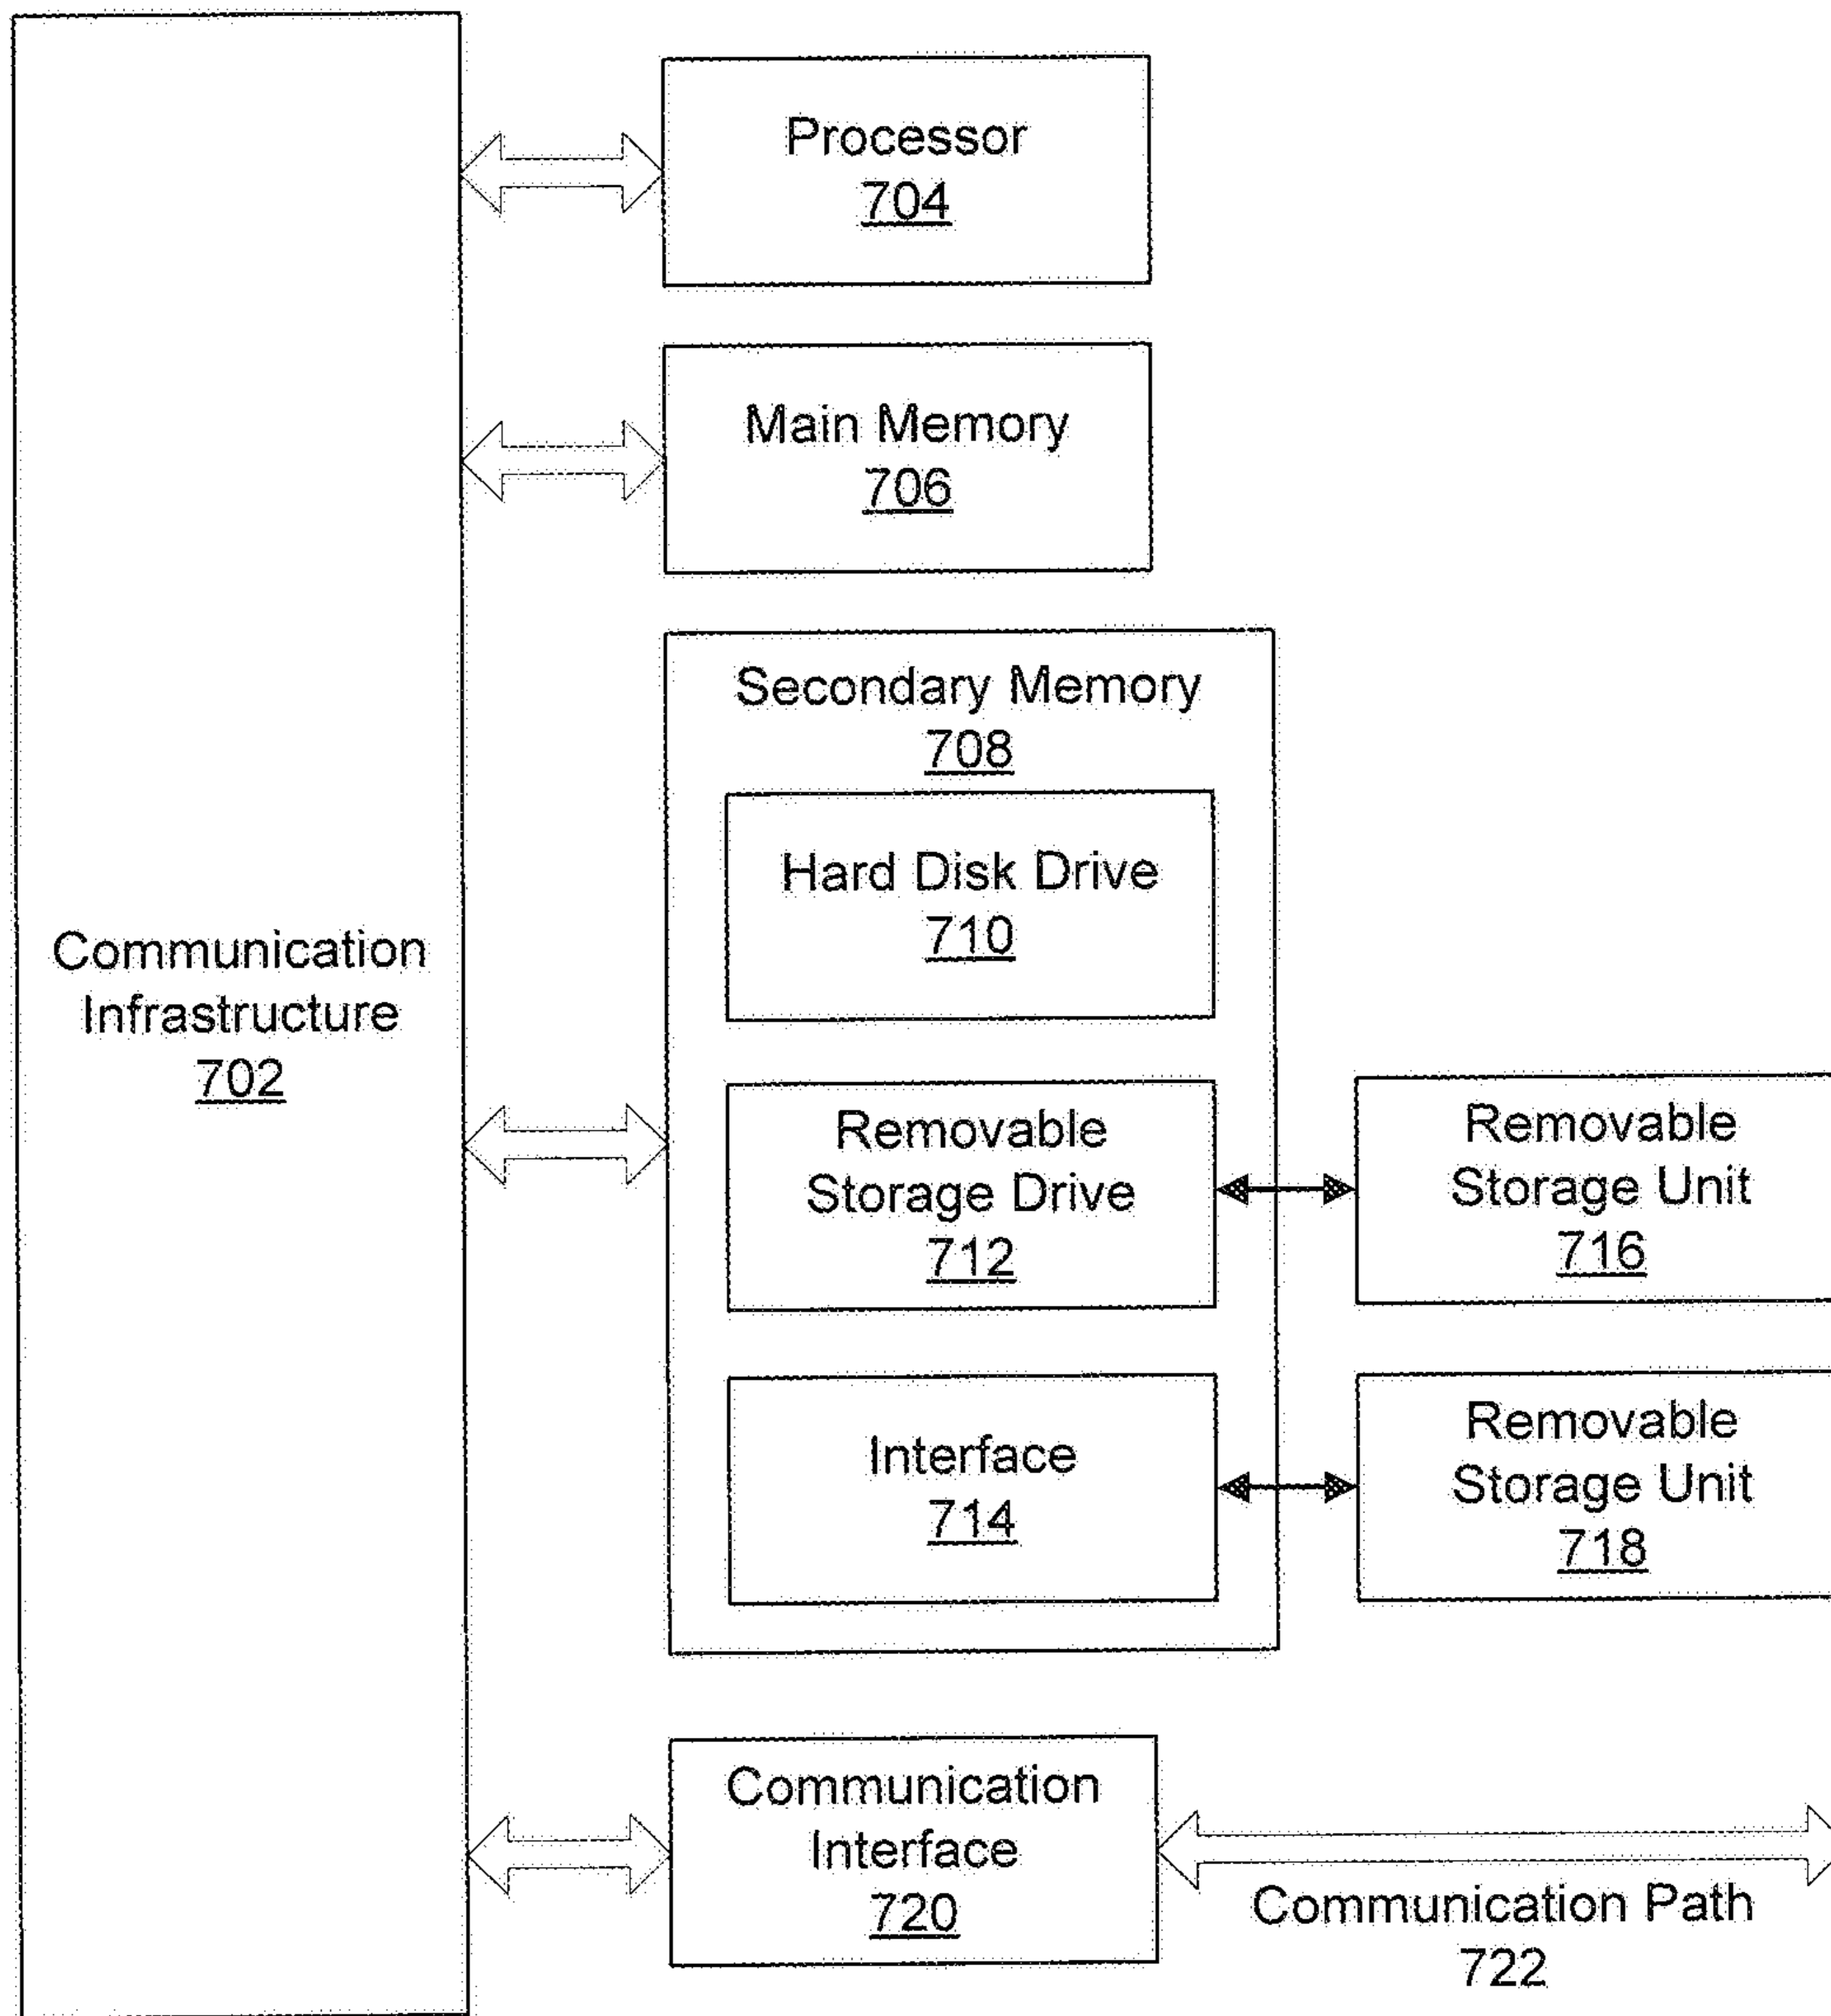 Processor
704
Main Memory
706
Secondary Memory
708
Hard Disk Drive
710
Communication
Infrastructure
702
Removable
Storage Drive
712
Removable
Storage Unit
716
Interface
714
Removable
Storage Unit
718
Communication
Interface
720
Communication Path
722